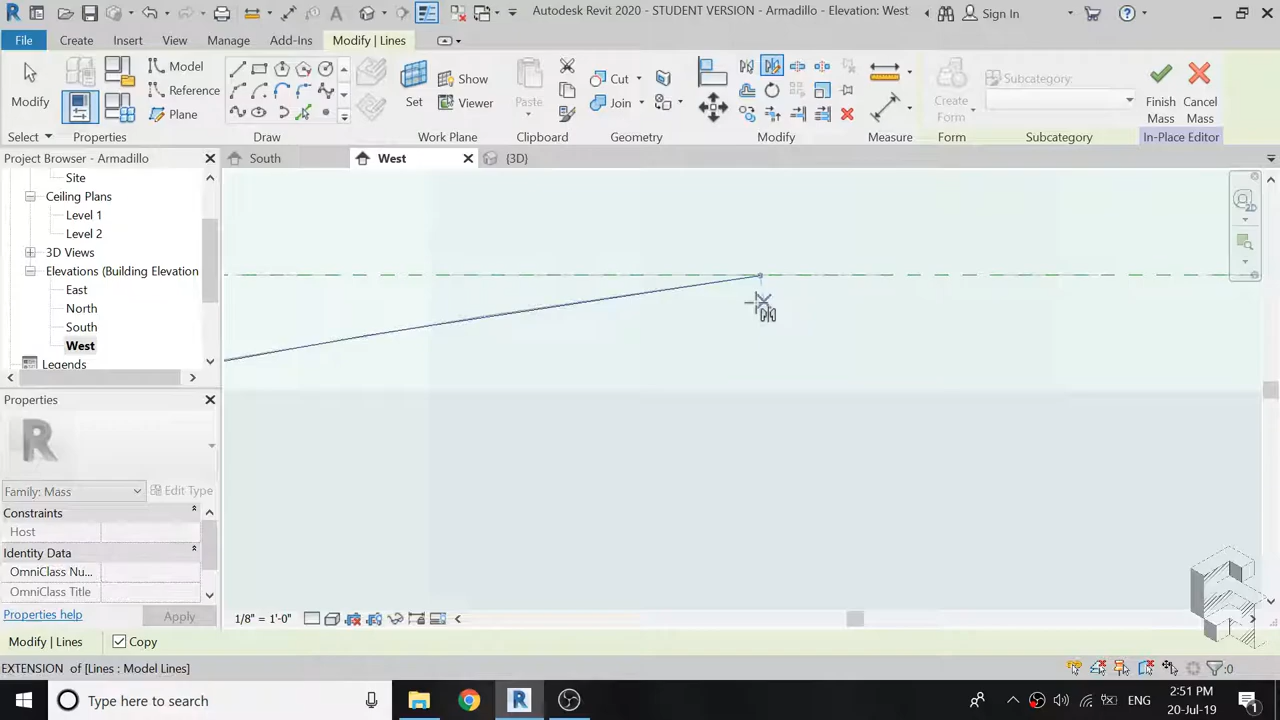 Autodesk Revit 2020 - STUDENT VERSION - Armadillo - Elevation: West
Sign In
File
Create
Insert
View
Manage
Add-Ins
Modify | Lines
Modify
Model
Reference
Plane
Set
Show
Viewer
Paste
Cut
Join
Create Form
Subcategory:
Finish Mass
Cancel Mass
Select
Properties
Draw
Work Plane
Clipboard
Geometry
Modify
Measure
Form
Subcategory
In-Place Editor
Project Browser - Armadillo
South
West
{3D}
Site
Ceiling Plans
Level 1
Level 2
3D Views
Elevations (Building Elevation
East
North
South
West
Legends
Properties
R
Family: Mass
Edit Type
Constraints
Host
Identity Data
OmniClass Nu...
OmniClass Title
Properties help
Apply
1/8" = 1'-0"
Modify | Lines
Copy
EXTENSION of [Lines : Model Lines]
:0
Type here to search
R
ENG
2:51 PM
20-Jul-19
1